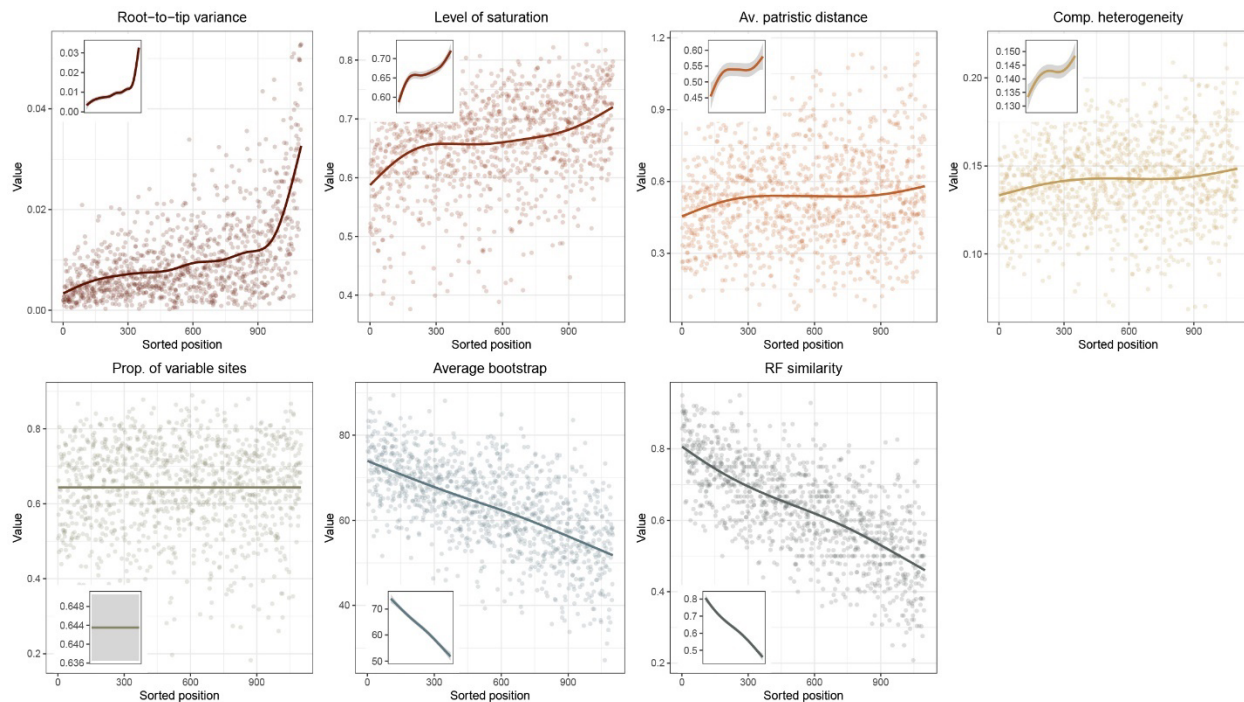 Root-to-tip variance
Level of saturation
Av. patristic distance
Comp. heterogeneity
Value
0.04
0.02
0.00
0.03
0.02
0.01
0.00
0 300 600 900
Sorted position
Value
0.8
0.7
0.6
0.5
0.4
0.70
0.65
0.60
0 300 600 900
Sorted position
Value
1.2
0.9
0.6
0.3
0.60
0.55
0.50
0.45
0 300 600 900
Sorted position
Value
0.20
0.15
0.10
0.150
0.145
0.140
0.135
0.130
0 300 600 900
Sorted position
Prop. of variable sites
Average bootstrap
RF similarity
Value
0.8
0.6
0.4
0.2
0.648
0.644
0.640
0.636
0 300 600 900
Sorted position
Value
80
60
40
70
60
50
0 300 600 900
Sorted position
Value
0.8
0.6
0.4
0.2
0.8
0.7
0.6
0.5
0 300 600 900
Sorted position